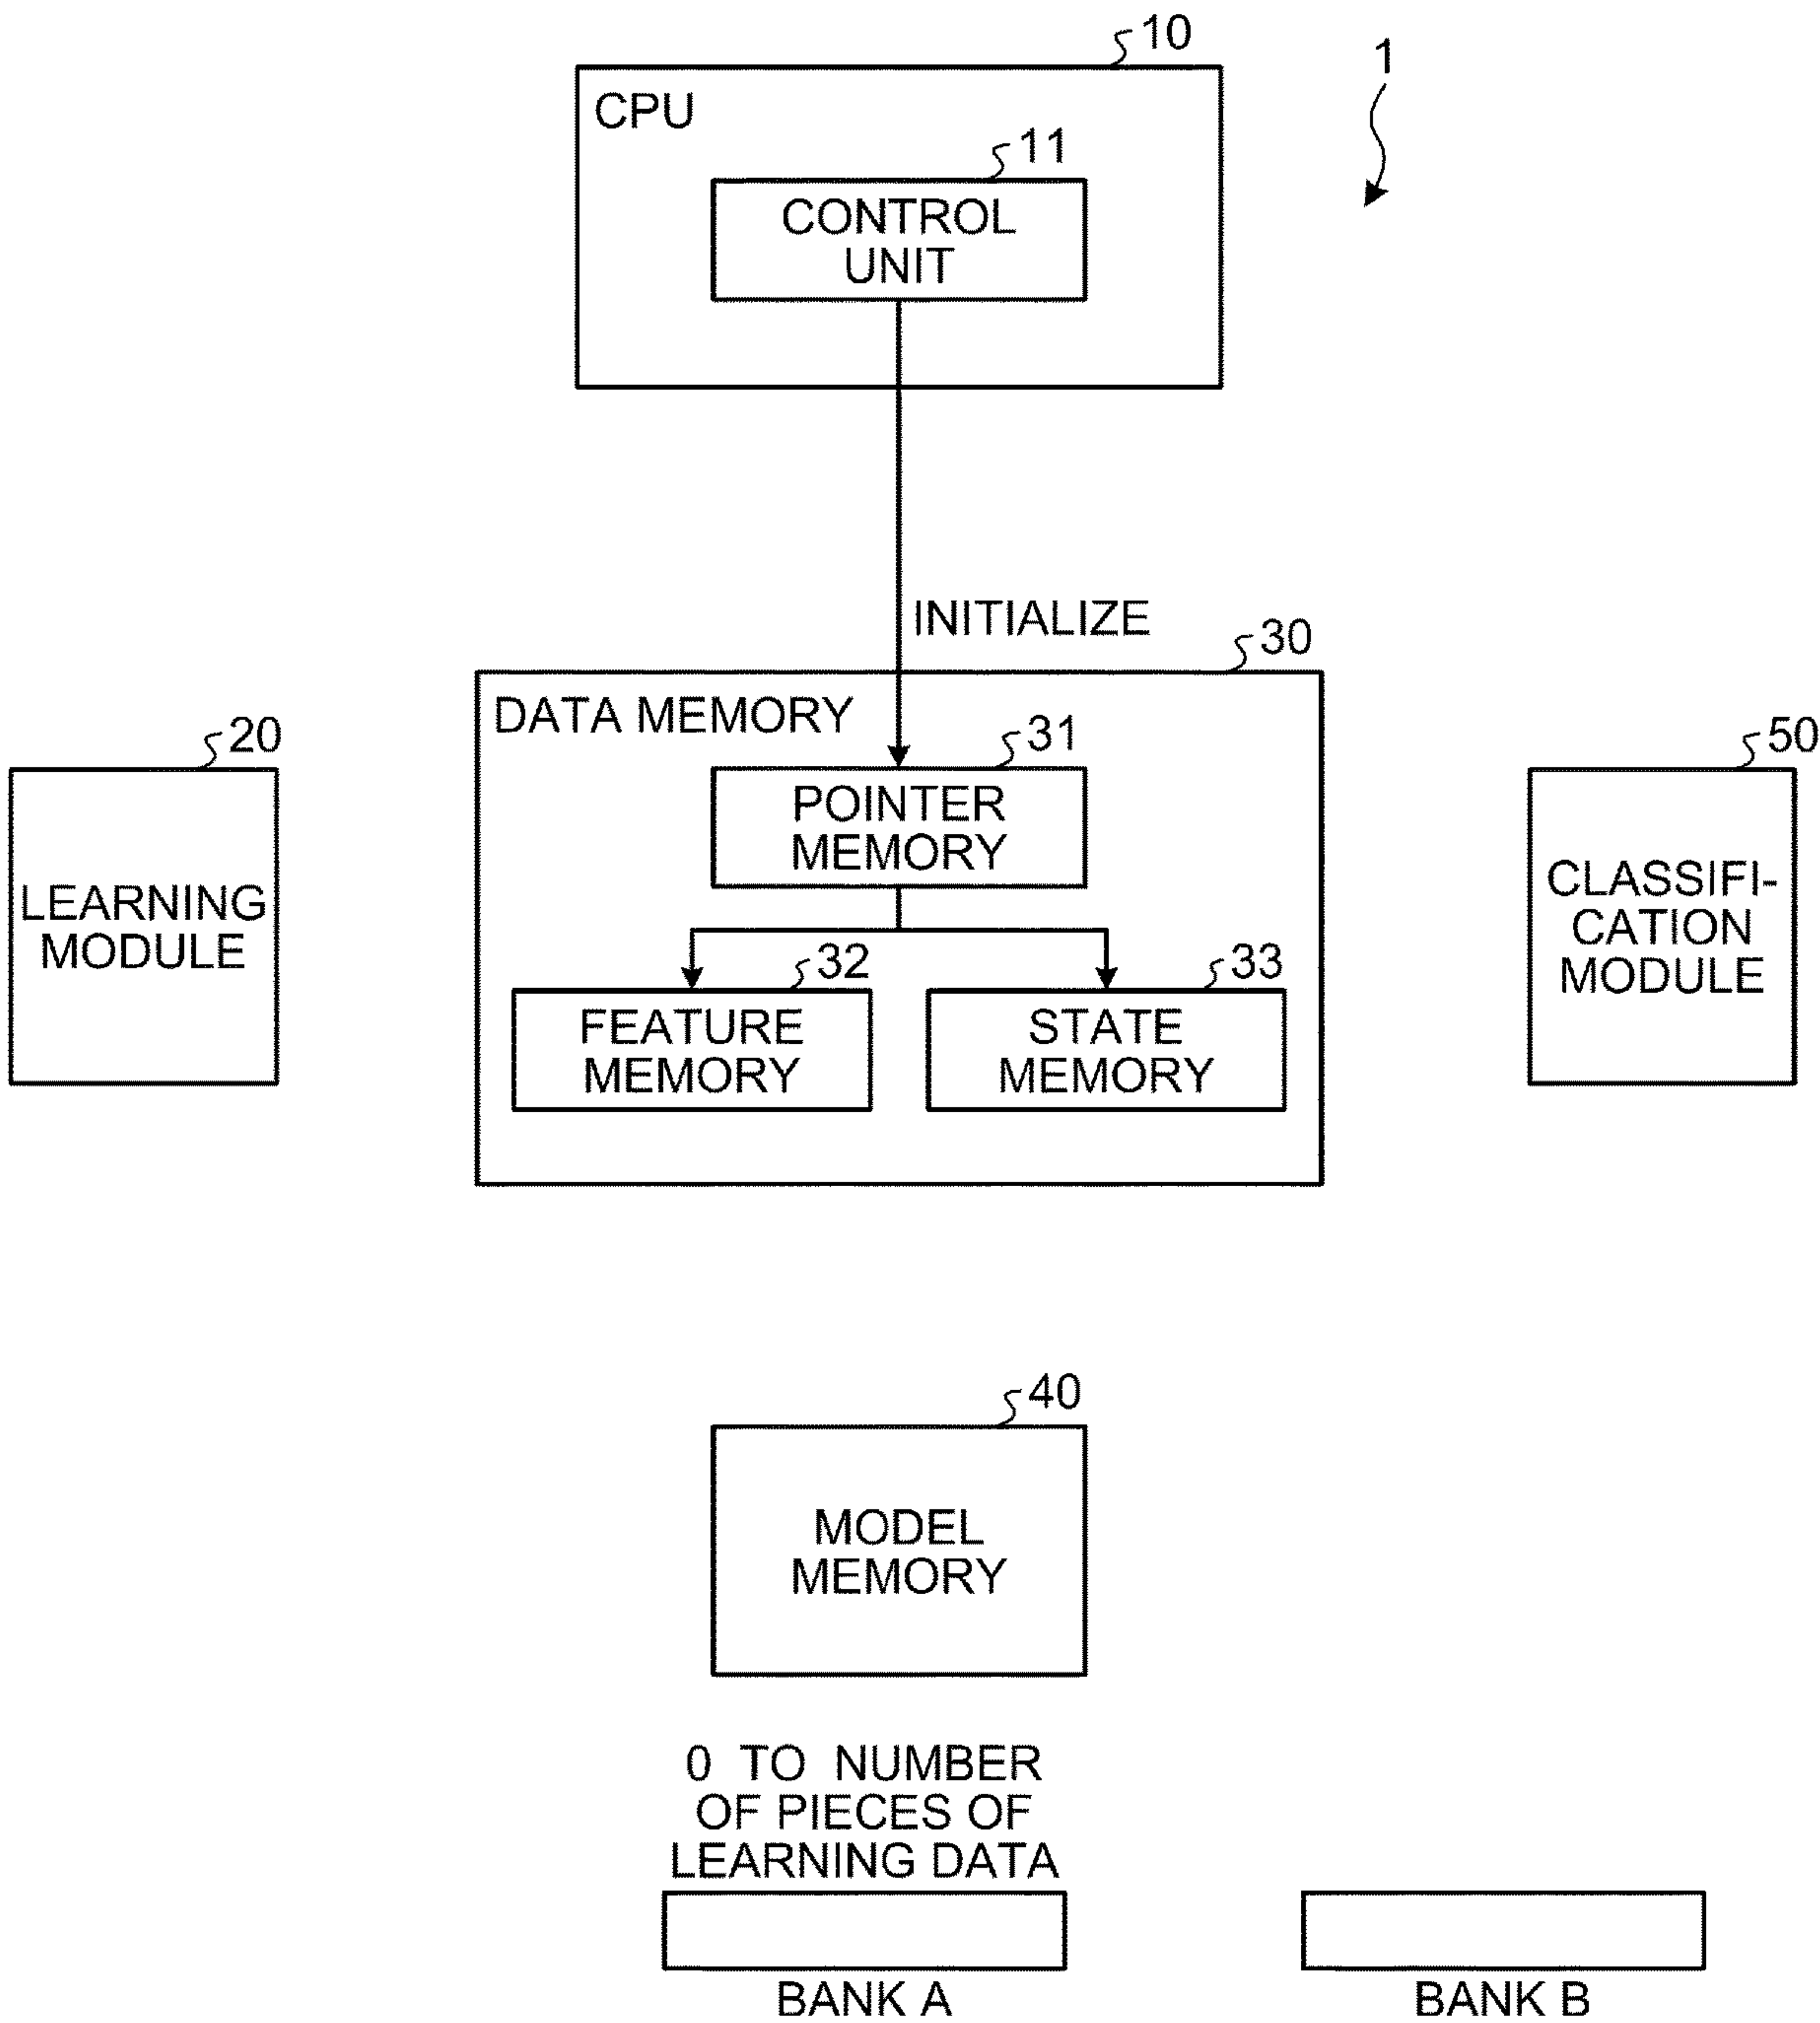 10
1
CPU
11
CONTROL
UNIT
INITIALIZE
30
DATA MEMORY
31
20
50
POINTER
MEMORY
LEARNING
MODULE
CLASSIFI-
CATION
MODULE
32
33
FEATURE
MEMORY
STATE
MEMORY
40
MODEL
MEMORY
0 TO NUMBER
OF PIECES OF
LEARNING DATA
BANK A
BANK B